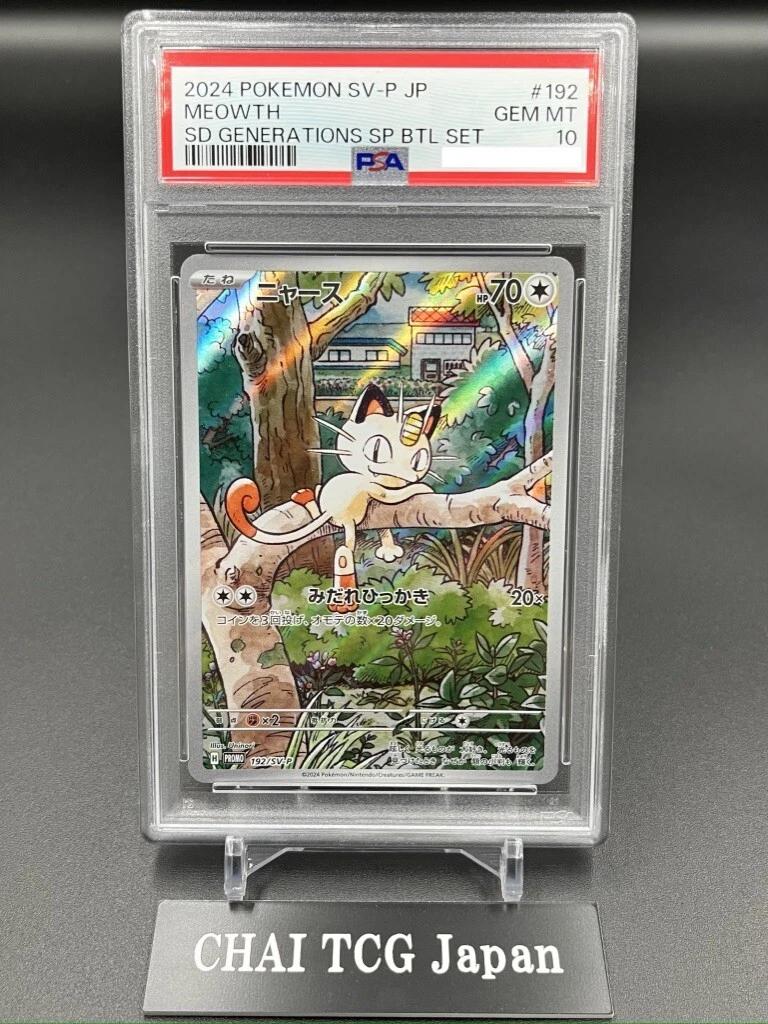 2024 POKEMON SV-P JP #192
MEOWTH GEM MT
SD GENERATIONS SP BTL SET 10
PSA
たね ニャース HP70
みだれひっかき 20×
コインを3回投げ、オモテの数×20ダメージ。
×2
Illus.
H PROMO 192/SV-P
©2024 Pokémon/Nintendo/Creatures/GAME FREAK.
CHAI TCG Japan